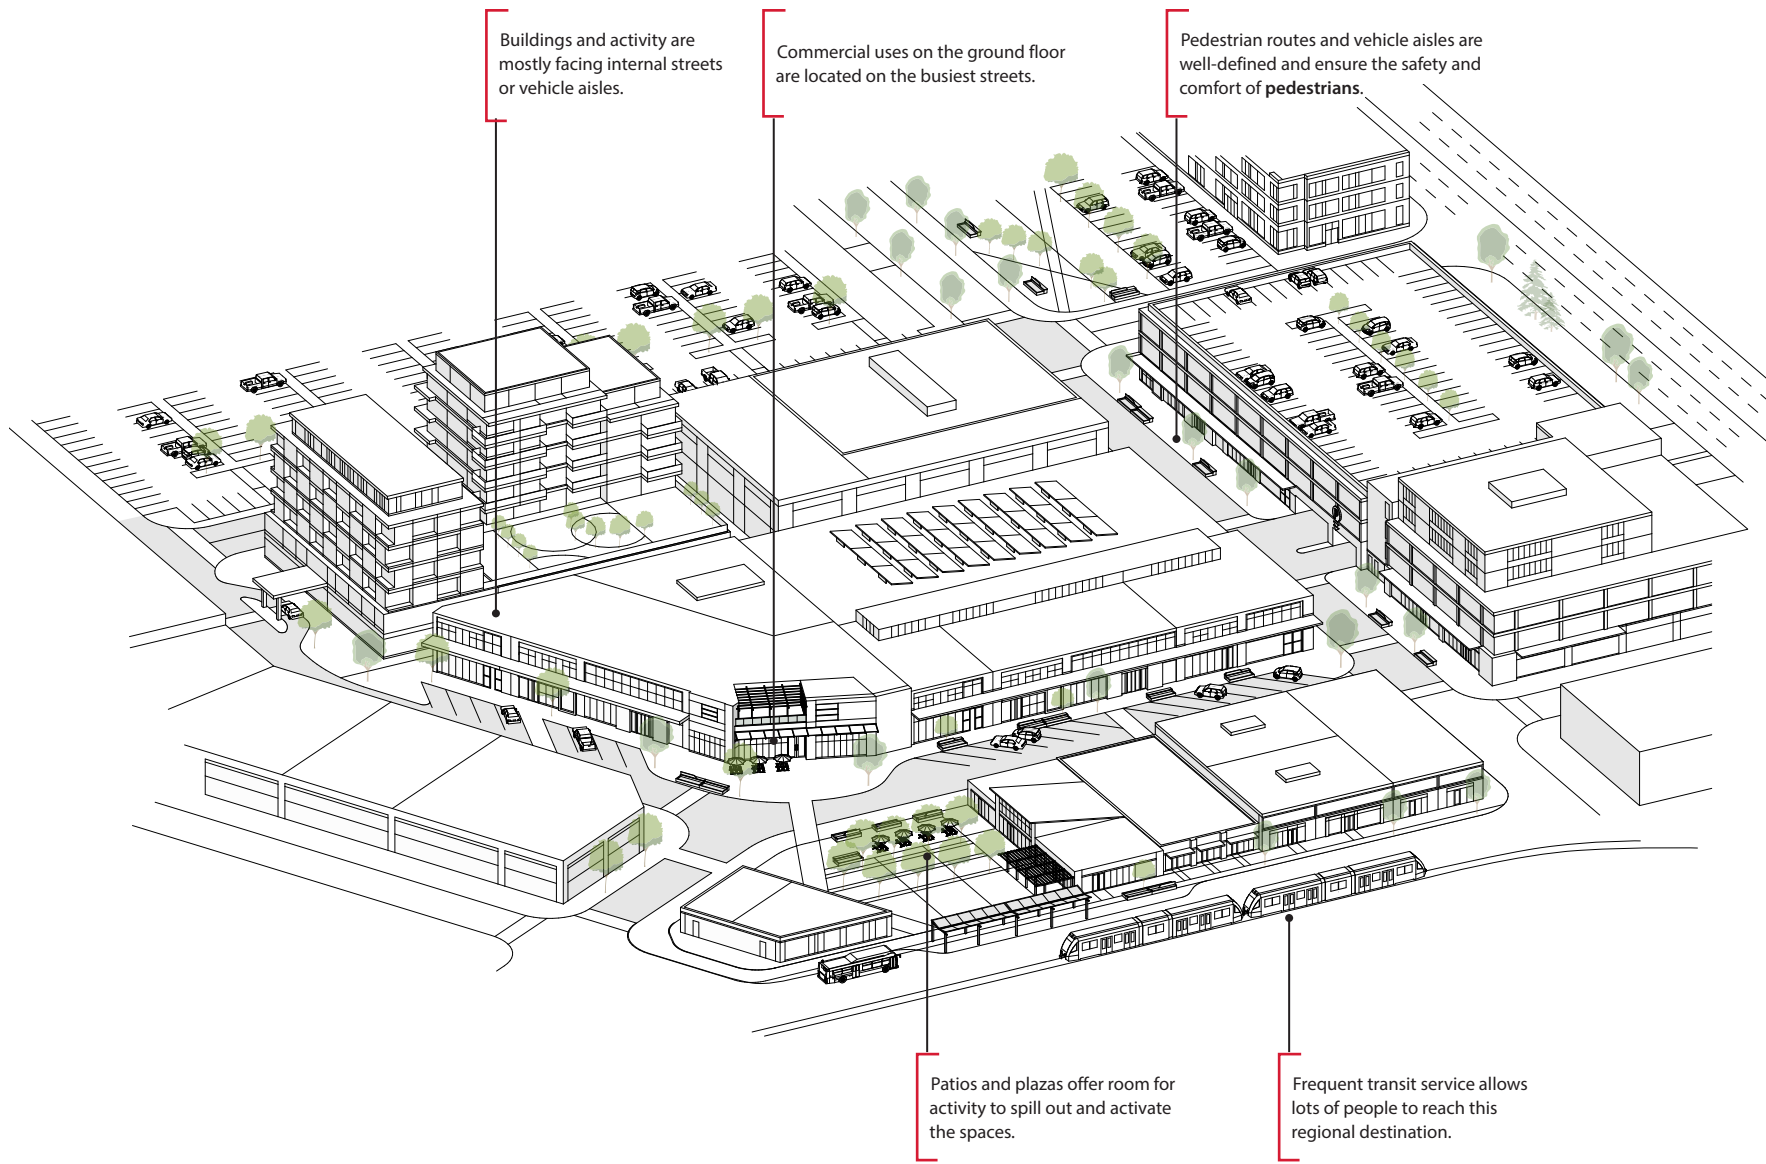 Buildings and activity are
mostly facing internal streets
or vehicle aisles.
Commercial uses on the ground floor
are located on the busiest streets.
Pedestrian routes and vehicle aisles are
well-defined and ensure the safety and
comfort of pedestrians.
Patios and plazas offer room for
activity to spill out and activate
the spaces.
Frequent transit service allows
lots of people to reach this
regional destination.